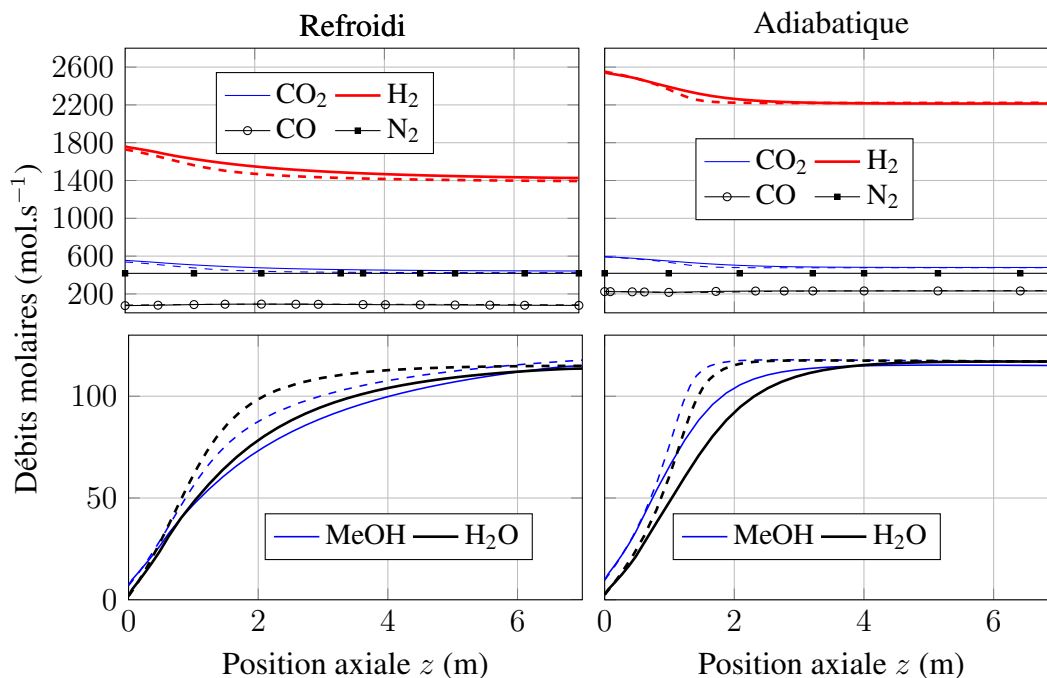 Refroidi
Adiabatique
Débits molaires (mol.s⁻¹)
2600
2200
1800
1400
1000
600
200
CO₂ H₂
CO N₂
CO₂ H₂
CO N₂
100
50
0
MeOH H₂O
MeOH H₂O
0 2 4 6
0 2 4 6
Position axiale z (m)
Position axiale z (m)